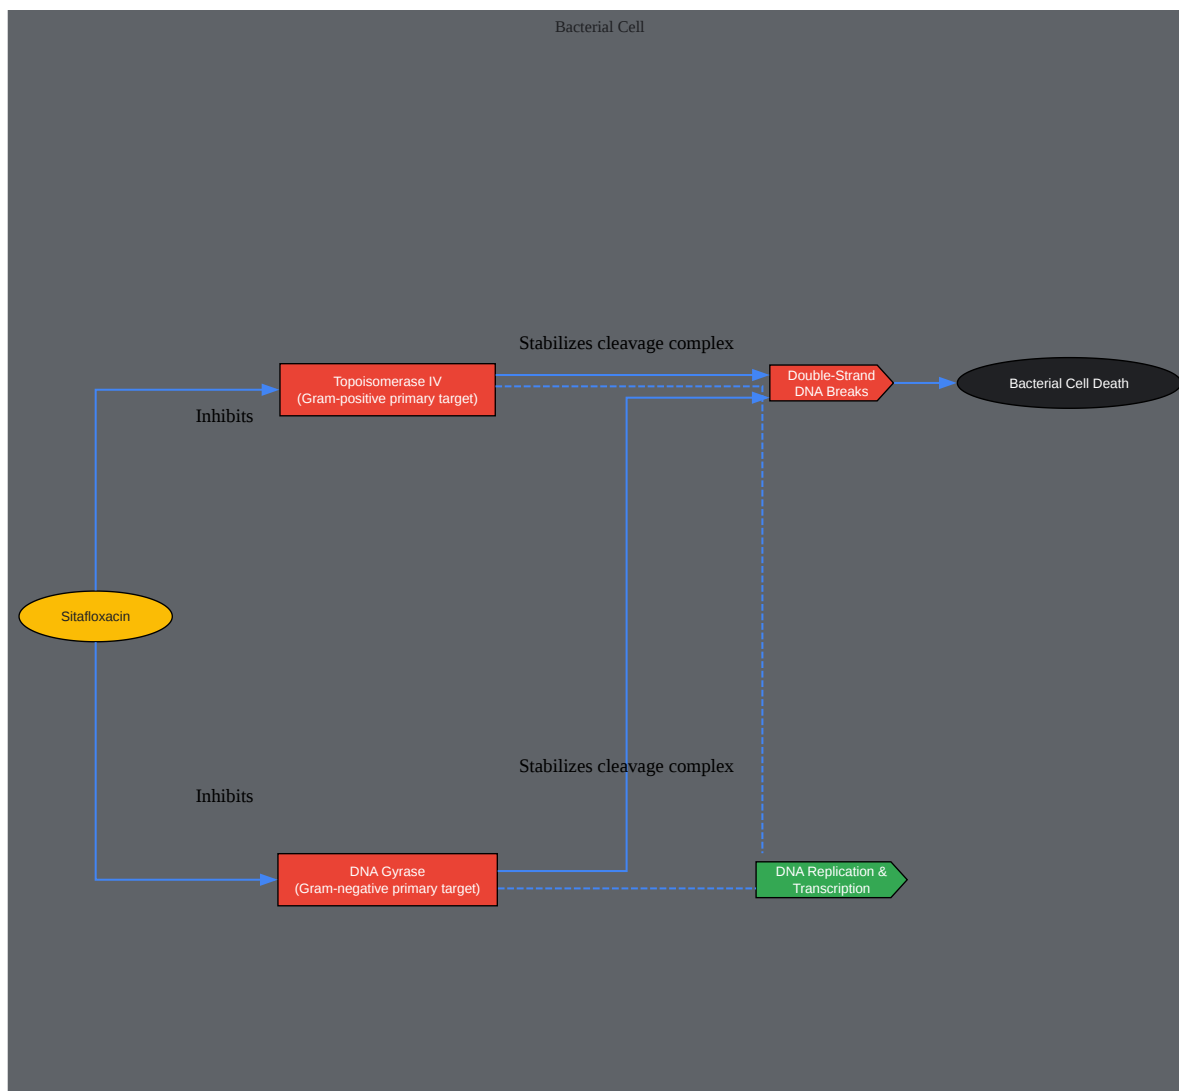 Bacterial Cell
Stabilizes cleavage complex
Topoisomerase IV
(Gram-positive primary target)
Double-Strand
DNA Breaks
Bacterial Cell Death
Inhibits
Sitafloxacin
Stabilizes cleavage complex
Inhibits
DNA Gyrase
(Gram-negative primary target)
DNA Replication &
Transcription